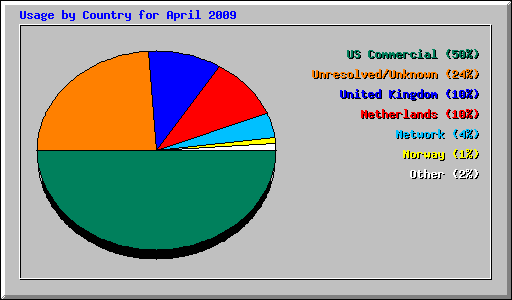 Usage by Country for April 2009
US Commercial (50%)
Unresolved/Unknown (24%)
United Kingdom (10%)
Netherlands (10%)
Network (4%)
Norway (1%)
Other (2%)